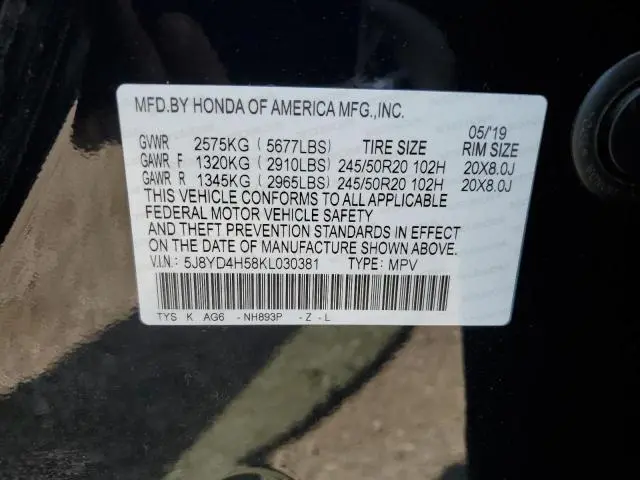 MFD.BY HONDA OF AMERICA MFG.,INC.
05/'19
GVWR 2575KG ( 5677LBS) TIRE SIZE RIM SIZE
GAWR F 1320KG ( 2910LBS) 245/50R20 102H 20X8.0J
GAWR R 1345KG ( 2965LBS) 245/50R20 102H 20X8.0J
THIS VEHICLE CONFORMS TO ALL APPLICABLE
FEDERAL MOTOR VEHICLE SAFETY
AND THEFT PREVENTION STANDARDS IN EFFECT
ON THE DATE OF MANUFACTURE SHOWN ABOVE.
V.I.N.: 5J8YD4H58KL030381 TYPE: MPV
TYS K AG6 -NH893P -Z -L